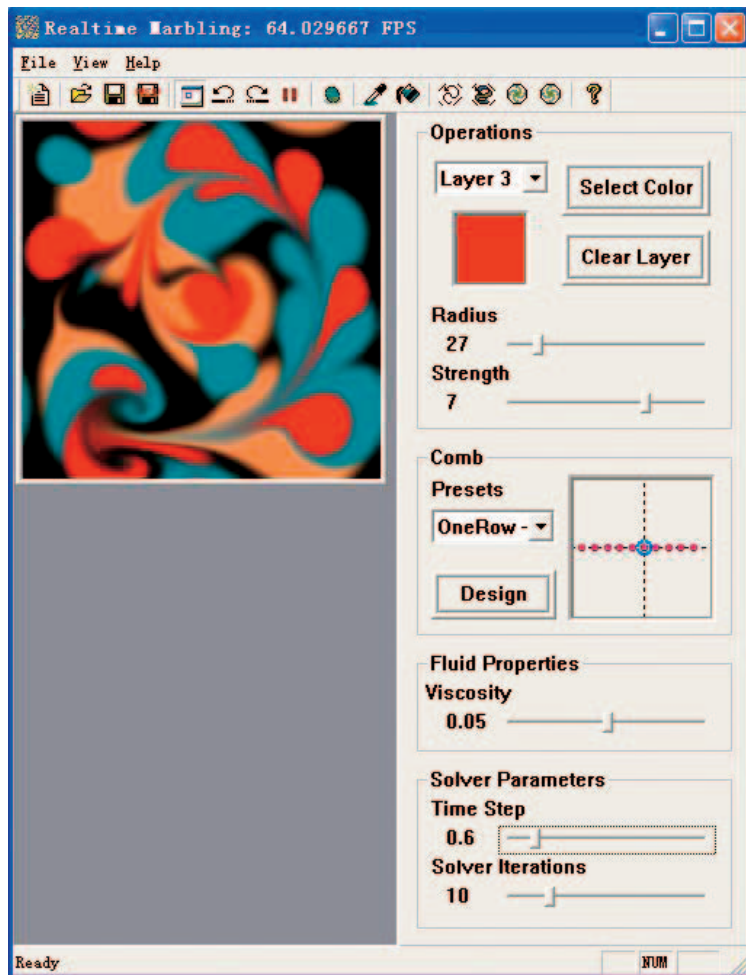 Realtime Marbling: 64.029667 FPS
File View Help
Operations
Layer 3
Select Color
Clear Layer
Radius
27
Strength
7
Comb
Presets
OneRow -
Design
Fluid Properties
Viscosity
0.05
Solver Parameters
Time Step
0.6
Solver Iterations
10
Ready
NUM